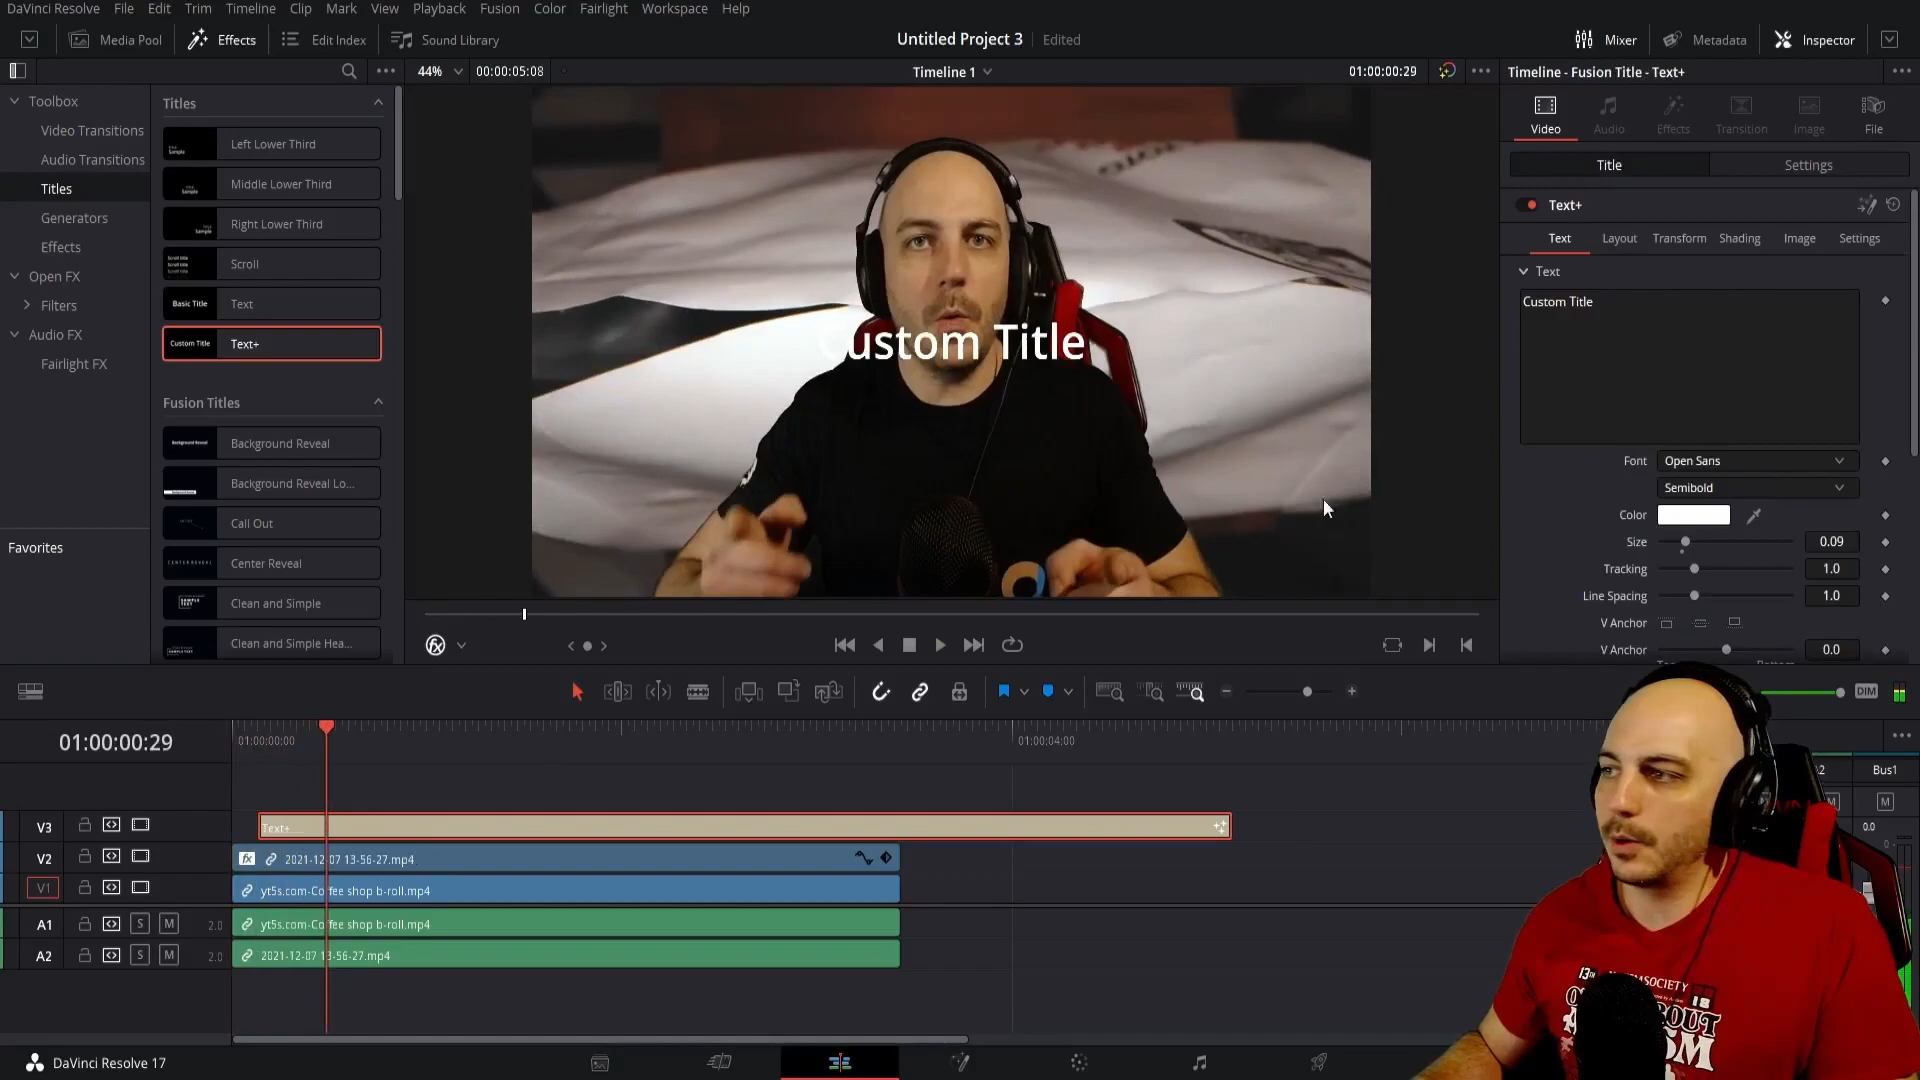 DaVinci Resolve File Edit Trim Timeline Clip Mark View Playback Fusion Color Fairlight Workspace Help
Media Pool Effects Edit Index Sound Library Untitled Project 3 Edited Mixer Metadata Inspector
44% 00:00:05:08 Timeline 1 01:00:00:29 Timeline - Fusion Title - Text+
Toolbox
Video Transitions
Audio Transitions
Titles
Generators
Effects
Open FX
Filters
Audio FX
Fairlight FX
Favorites
Titles
Left Lower Third
Middle Lower Third
Right Lower Third
Scroll
Basic Title Text
Custom Title Text+
Fusion Titles
Background Reveal
Background Reveal Lo...
Call Out
CENTER REVEAL Center Reveal
Clean and Simple
Clean and Simple Hea...
Custom Title
Video Audio Effects Transition Image File
Title Settings
Text+
Text Layout Transform Shading Image Settings
Text
Custom Title
Font Open Sans
Semibold
Color
Size 0.09
Tracking 1.0
Line Spacing 1.0
V Anchor
V Anchor 0.0
DIM
01:00:00:29 01:00:00:00 01:00:04:00
Bus1
M
0.0
V3 Text+
V2 fx 2021-12-07 13-56-27.mp4
V1 yt5s.com-Coffee shop b-roll.mp4
A1 S M 2.0 yt5s.com-Coffee shop b-roll.mp4
A2 S M 2.0 2021-12-07 13-56-27.mp4
DaVinci Resolve 17